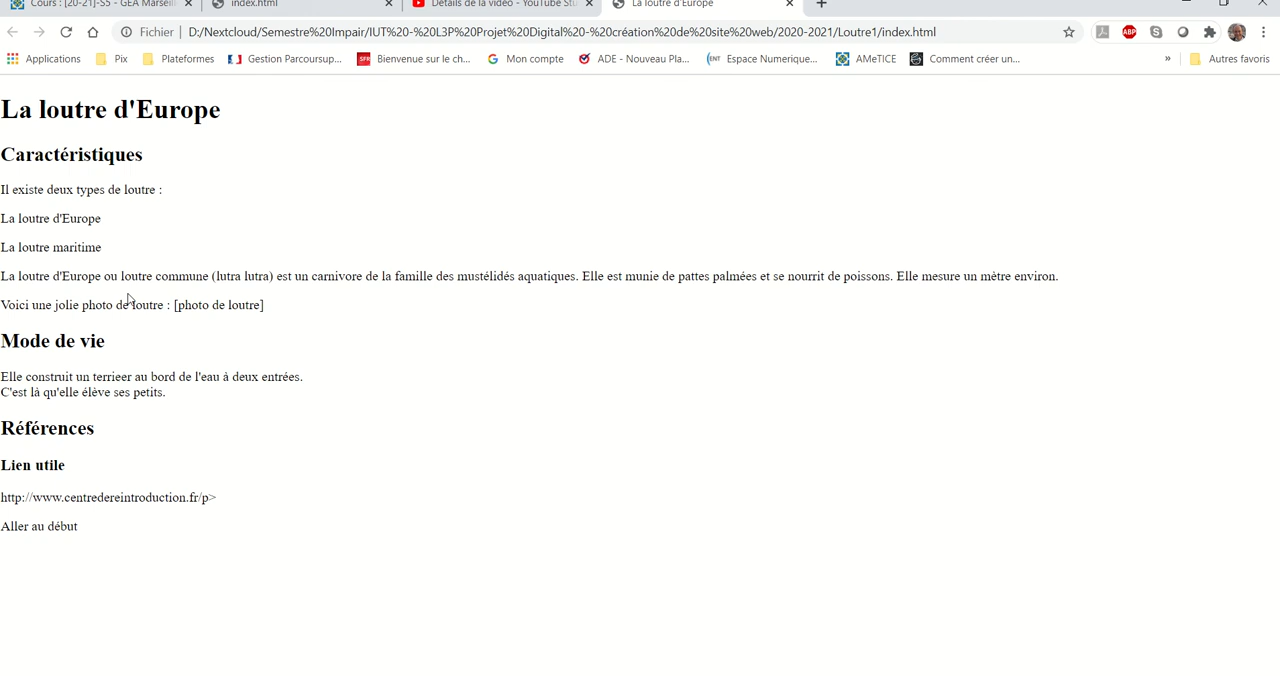 Cours : [20-21]-S5 - GEA Marseill
index.html
Détails de la vidéo - YouTube Stu
La loutre d'Europe
Fichier | D:/Nextcloud/Semestre%20Impair/IUT%20-%20L3P%20Projet%20Digital%20-%20création%20de%20site%20web/2020-2021/Loutre1/index.html
ABP
Applications Pix Plateformes Gestion Parcoursup... SFR Bienvenue sur le ch... Mon compte ADE - Nouveau Pla... ENT Espace Numerique... AMeTICE Comment créer un... » Autres favoris
La loutre d'Europe
Caractéristiques
Il existe deux types de loutre :
La loutre d'Europe
La loutre maritime
La loutre d'Europe ou loutre commune (lutra lutra) est un carnivore de la famille des mustélidés aquatiques. Elle est munie de pattes palmées et se nourrit de poissons. Elle mesure un mètre environ.
Voici une jolie photo de loutre : [photo de loutre]
Mode de vie
Elle construit un terrieer au bord de l'eau à deux entrées.
C'est là qu'elle élève ses petits.
Références
Lien utile
http://www.centredereintroduction.fr/p>
Aller au début